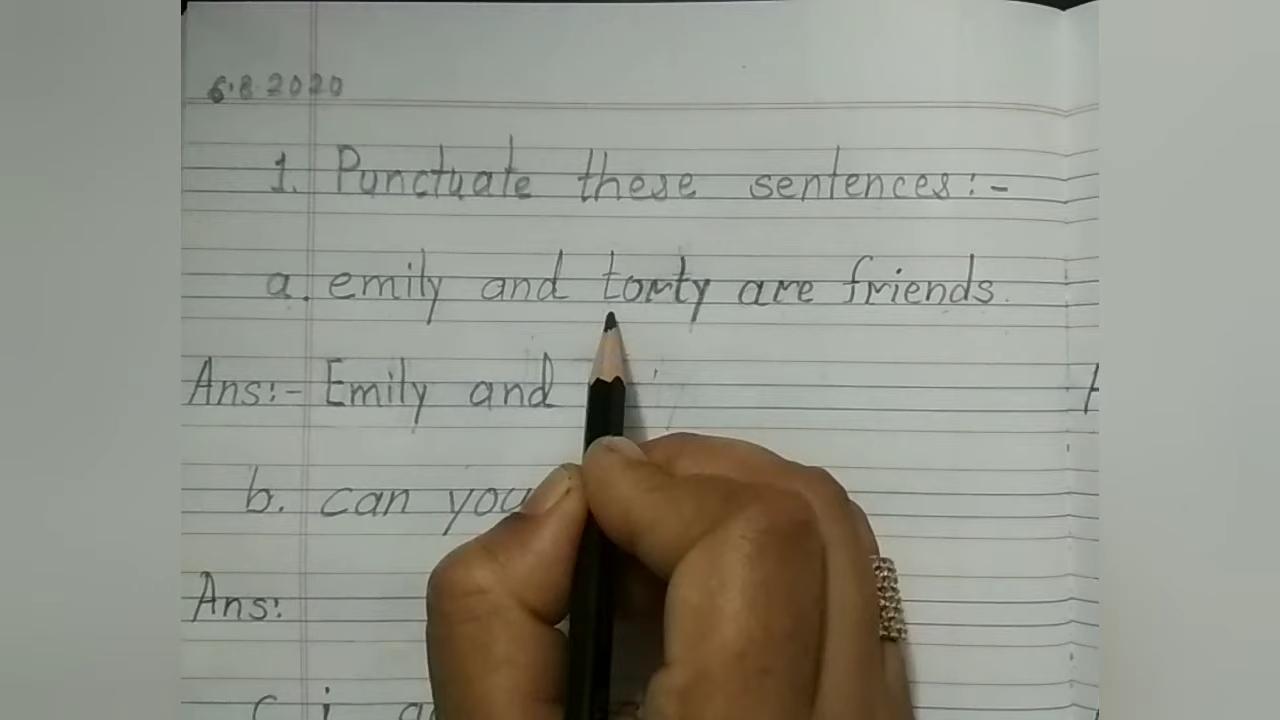 6.8.2020
1. Punctuate these sentences:-
a. emily and torty are friends.
Ans:- Emily and
b. can you
Ans:
c. i